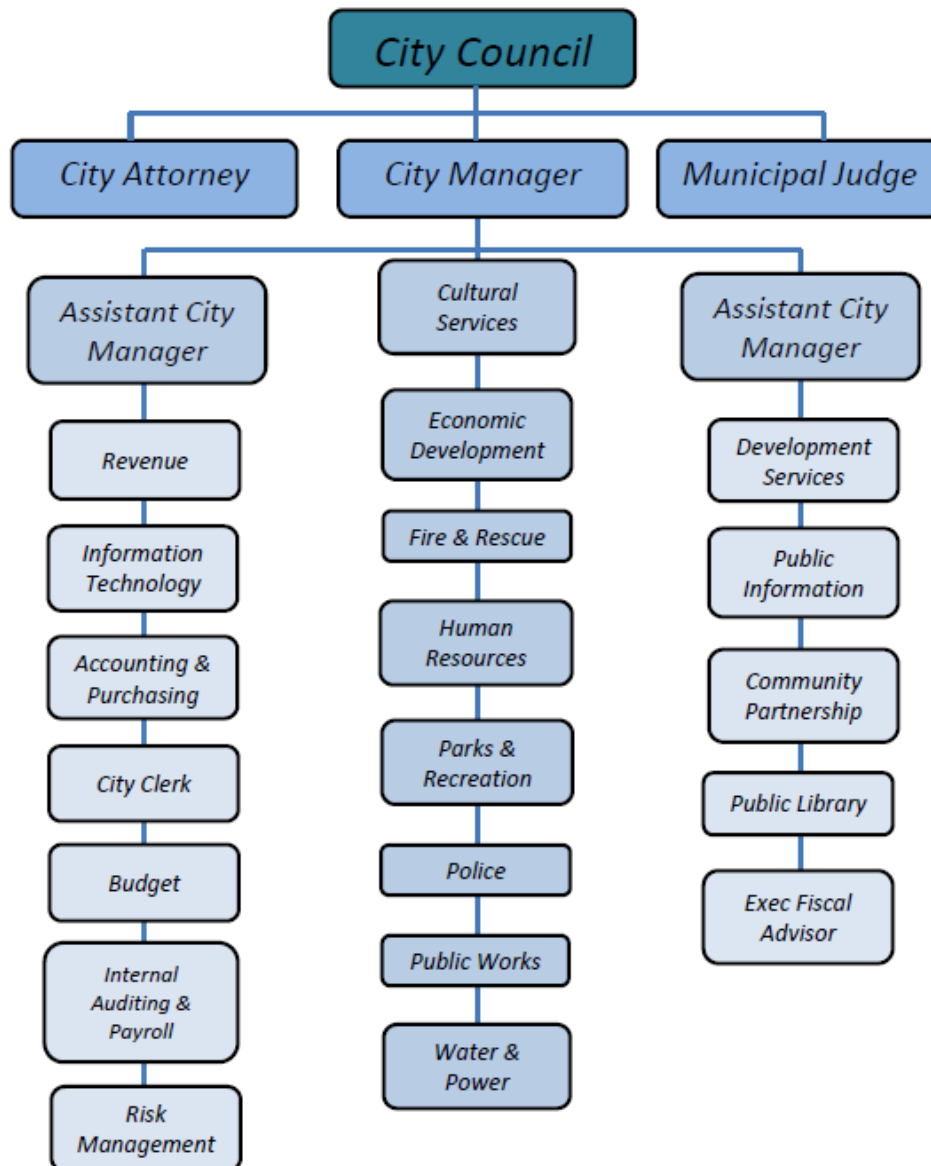 City Council
City Attorney
City Manager
Municipal Judge
Assistant City
Manager
Revenue
Information
Technology
Accounting &
Purchasing
City Clerk
Budget
Internal
Auditing &
Payroll
Risk
Management
Cultural
Services
Economic
Development
Fire & Rescue
Human
Resources
Parks &
Recreation
Police
Public Works
Water &
Power
Assistant City
Manager
Development
Services
Public
Information
Community
Partnership
Public Library
Exec Fiscal
Advisor